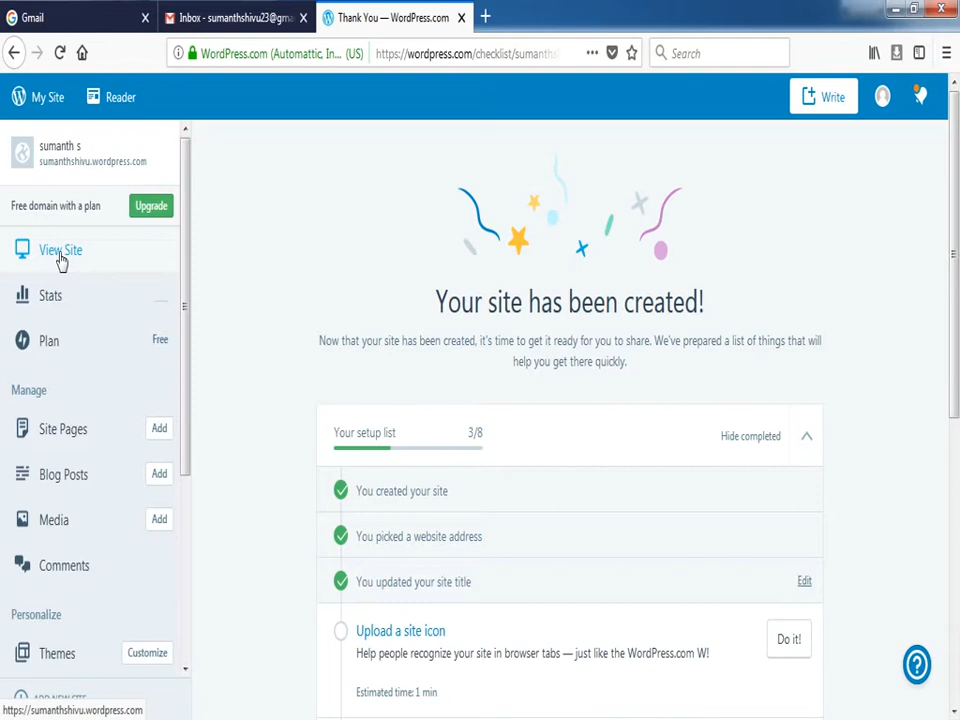 Gmail
Inbox - sumanthshivu23@gma
Thank You — WordPress.com
WordPress.com (Automattic, In... (US)
https://wordpress.com/checklist/sumanths
Search
My Site
Reader
Write
sumanth s
sumanthshivu.wordpress.com
Free domain with a plan
Upgrade
View Site
Stats
Plan
Free
Manage
Site Pages
Add
Blog Posts
Add
Media
Add
Comments
Personalize
Themes
Customize
ADD NEW SITE
https://sumanthshivu.wordpress.com
Your site has been created!
Now that your site has been created, it's time to get it ready for you to share. We've prepared a list of things that will
help you get there quickly.
Your setup list
3/8
Hide completed
You created your site
You picked a website address
You updated your site title
Edit
Upload a site icon
Help people recognize your site in browser tabs — just like the WordPress.com W!
Do it!
Estimated time: 1 min